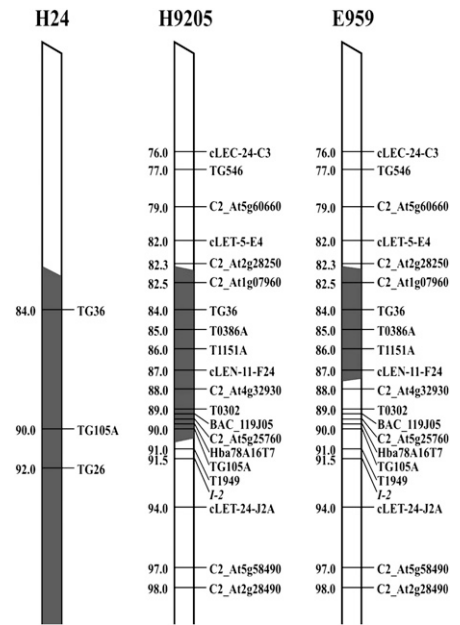 H24 H9205 E959
84.0 TG36
90.0 TG105A
92.0 TG26
76.0 cLEC-24-C3
77.0 TG546
79.0 C2_At5g60660
82.0 cLET-5-E4
82.3 C2_At2g28250
82.5 C2_At1g07960
84.0 TG36
85.0 T0386A
86.0 T1151A
87.0 cLEN-11-F24
88.0 C2_At4g32930
89.0 T0302
BAC_119J05
90.0 C2_At5g25760
Hba78A16T7
91.0 TG105A
91.5 T1949
I-2
94.0 cLET-24-J2A
97.0 C2_At5g58490
98.0 C2_At2g28490
76.0 cLEC-24-C3
77.0 TG546
79.0 C2_At5g60660
82.0 cLET-5-E4
82.3 C2_At2g28250
82.5 C2_At1g07960
84.0 TG36
85.0 T0386A
86.0 T1151A
87.0 cLEN-11-F24
88.0 C2_At4g32930
89.0 T0302
BAC_119J05
90.0 C2_At5g25760
Hba78A16T7
91.0 TG105A
91.5 T1949
I-2
94.0 cLET-24-J2A
97.0 C2_At5g58490
98.0 C2_At2g28490